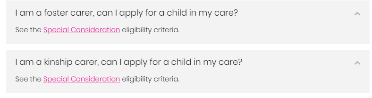 I am a foster carer, can I apply for a child in my care?
See the Special Consideration eligibility criteria.
I am a kinship carer, can I apply for a child in my care?
See the Special Consideration eligibility criteria.